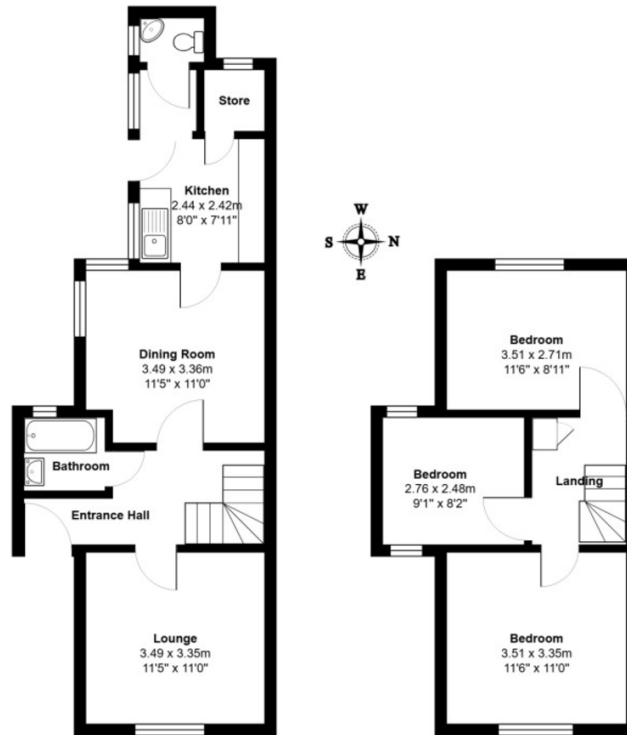 Store
Kitchen
2.44 x 2.42m
8'0" x 7'11"
Dining Room
3.49 x 3.36m
11'5" x 11'0"
Bathroom
Entrance Hall
Lounge
3.49 x 3.35m
11'5" x 11'0"
W
S N
E
Bedroom
3.51 x 2.71m
11'6" x 8'11"
Bedroom
2.76 x 2.48m
9'1" x 8'2"
Landing
Bedroom
3.51 x 3.35m
11'6" x 11'0"